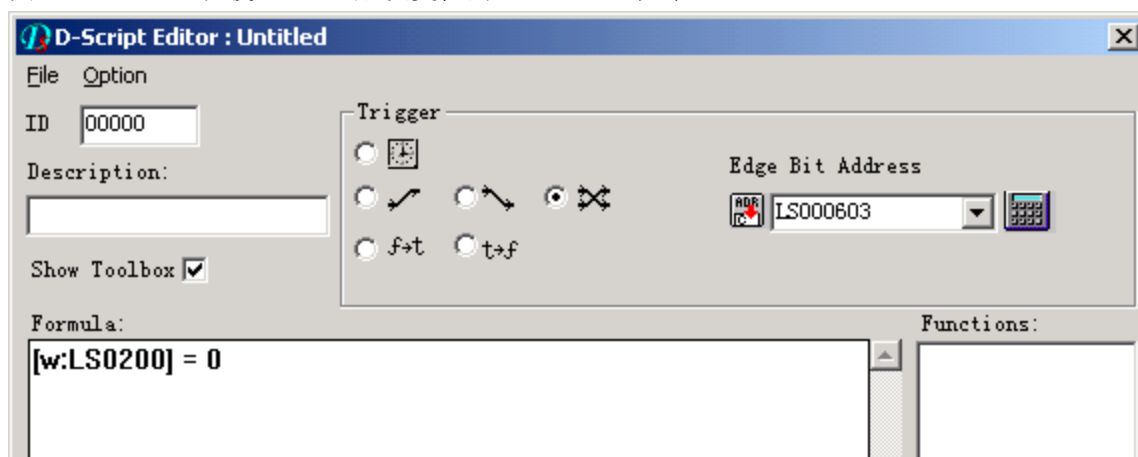 D-Script Editor : Untitled
File Option
ID 00000
Trigger
Description:
Edge Bit Address
ADR
LS000603
f→t t→f
Show Toolbox
Formula:
Functions:
[w:LS0200] = 0